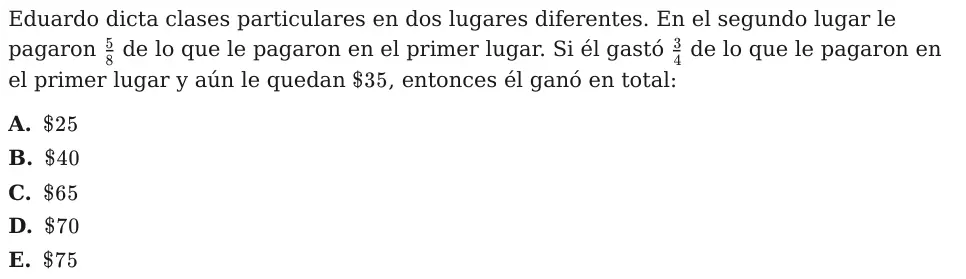 Eduardo dicta clases particulares en dos lugares diferentes. En el segundo lugar le
pagaron $\frac{5}{8}$ de lo que le pagaron en el primer lugar. Si él gastó $\frac{3}{4}$ de lo que le pagaron en
el primer lugar y aún le quedan $35, entonces él ganó en total:
A. $25
B. $40
C. $65
D. $70
E. $75